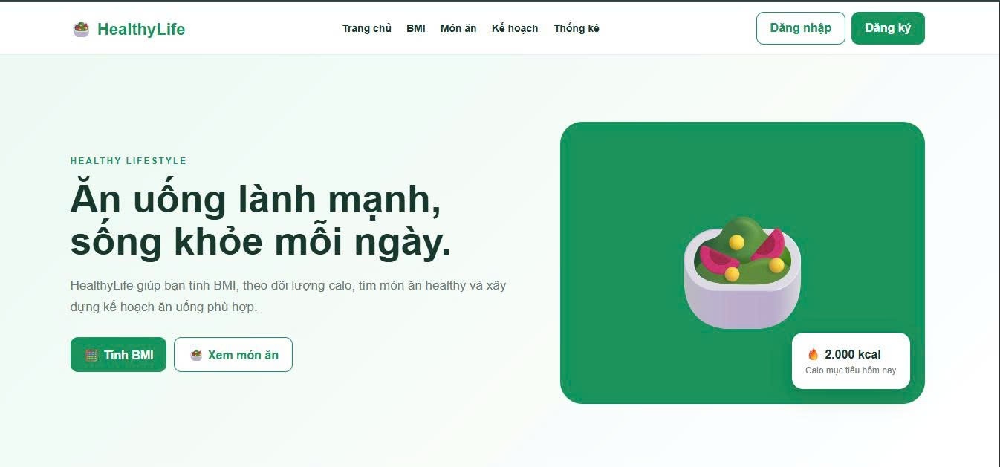 HealthyLife
Trang chủ
BMI
Món ăn
Kế hoạch
Thống kê
Đăng nhập
Đăng ký
HEALTHY LIFESTYLE
Ăn uống lành mạnh,
sống khỏe mỗi ngày.
HealthyLife giúp bạn tính BMI, theo dõi lượng calo, tìm món ăn healthy và xây
dựng kế hoạch ăn uống phù hợp.
Tính BMI
Xem món ăn
2.000 kcal
Calo mục tiêu hôm nay